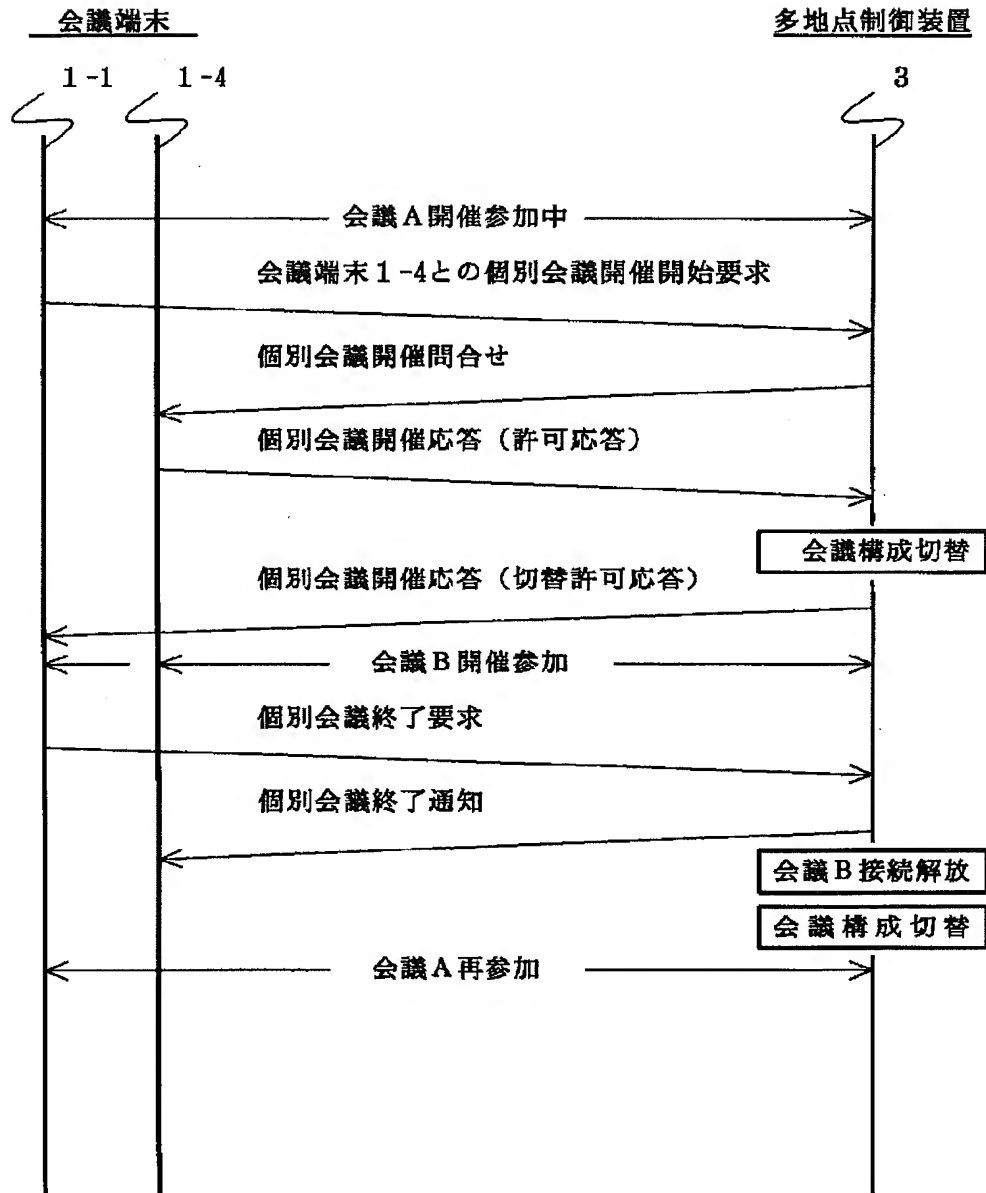 会議端末
多地点制御装置
1-1
1-4
3
会議A開催参加中
会議端末1-4との個別会議開催開始要求
個別会議開催問合せ
個別会議開催応答（許可応答）
会議構成切替
個別会議開催応答（切替許可応答）
会議B開催参加
個別会議終了要求
個別会議終了通知
会議B接続解放
会議構成切替
会議A再参加